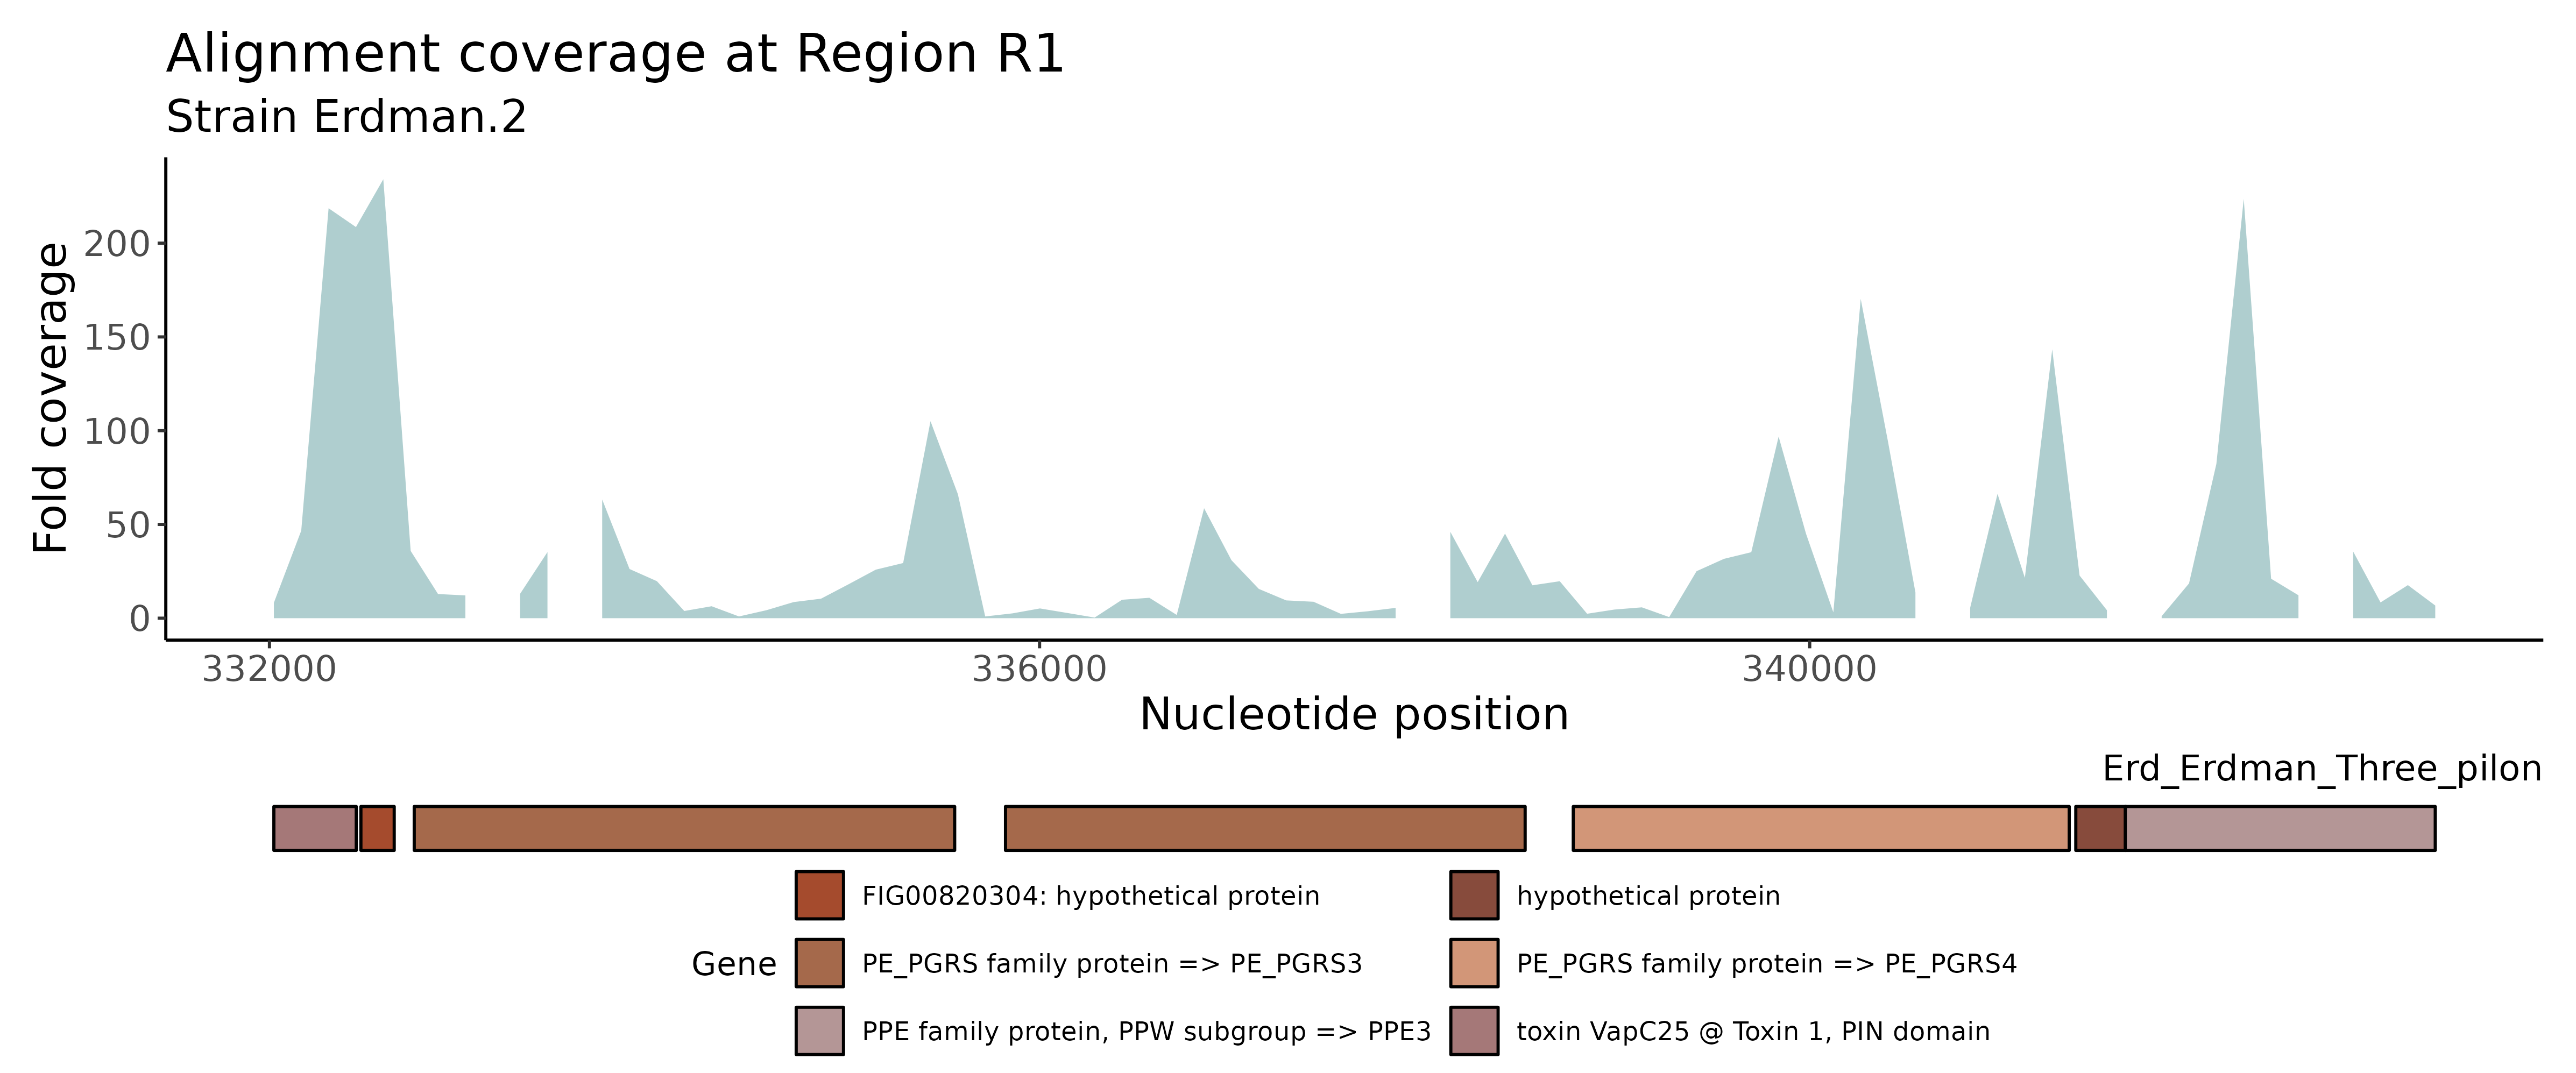 Alignment coverage at Region R1
Strain Erdman.2
Fold coverage
200
150
100
50
0
332000 336000 340000
Nucleotide position
Erd_Erdman_Three_pilon
Gene
FIG00820304: hypothetical protein
hypothetical protein
PE_PGRS family protein => PE_PGRS3
PE_PGRS family protein => PE_PGRS4
PPE family protein, PPW subgroup => PPE3
toxin VapC25 @ Toxin 1, PIN domain